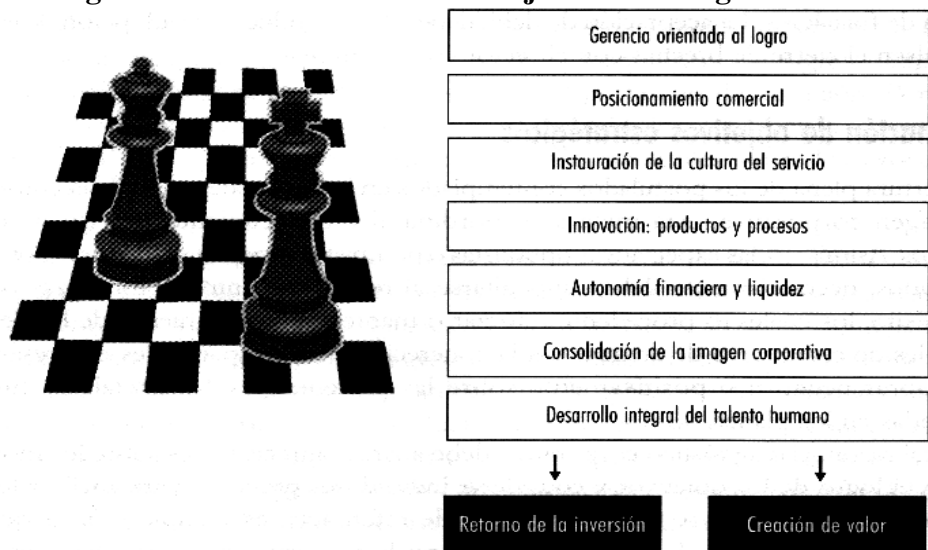 Gerencia orientada al logro
Posicionamiento comercial
Instauración de la cultura del servicio
Innovación: productos y procesos
Autonomía financiera y liquidez
Consolidación de la imagen corporativa
Desarrollo integral del talento humano
Retorno de la inversión
Creación de valor